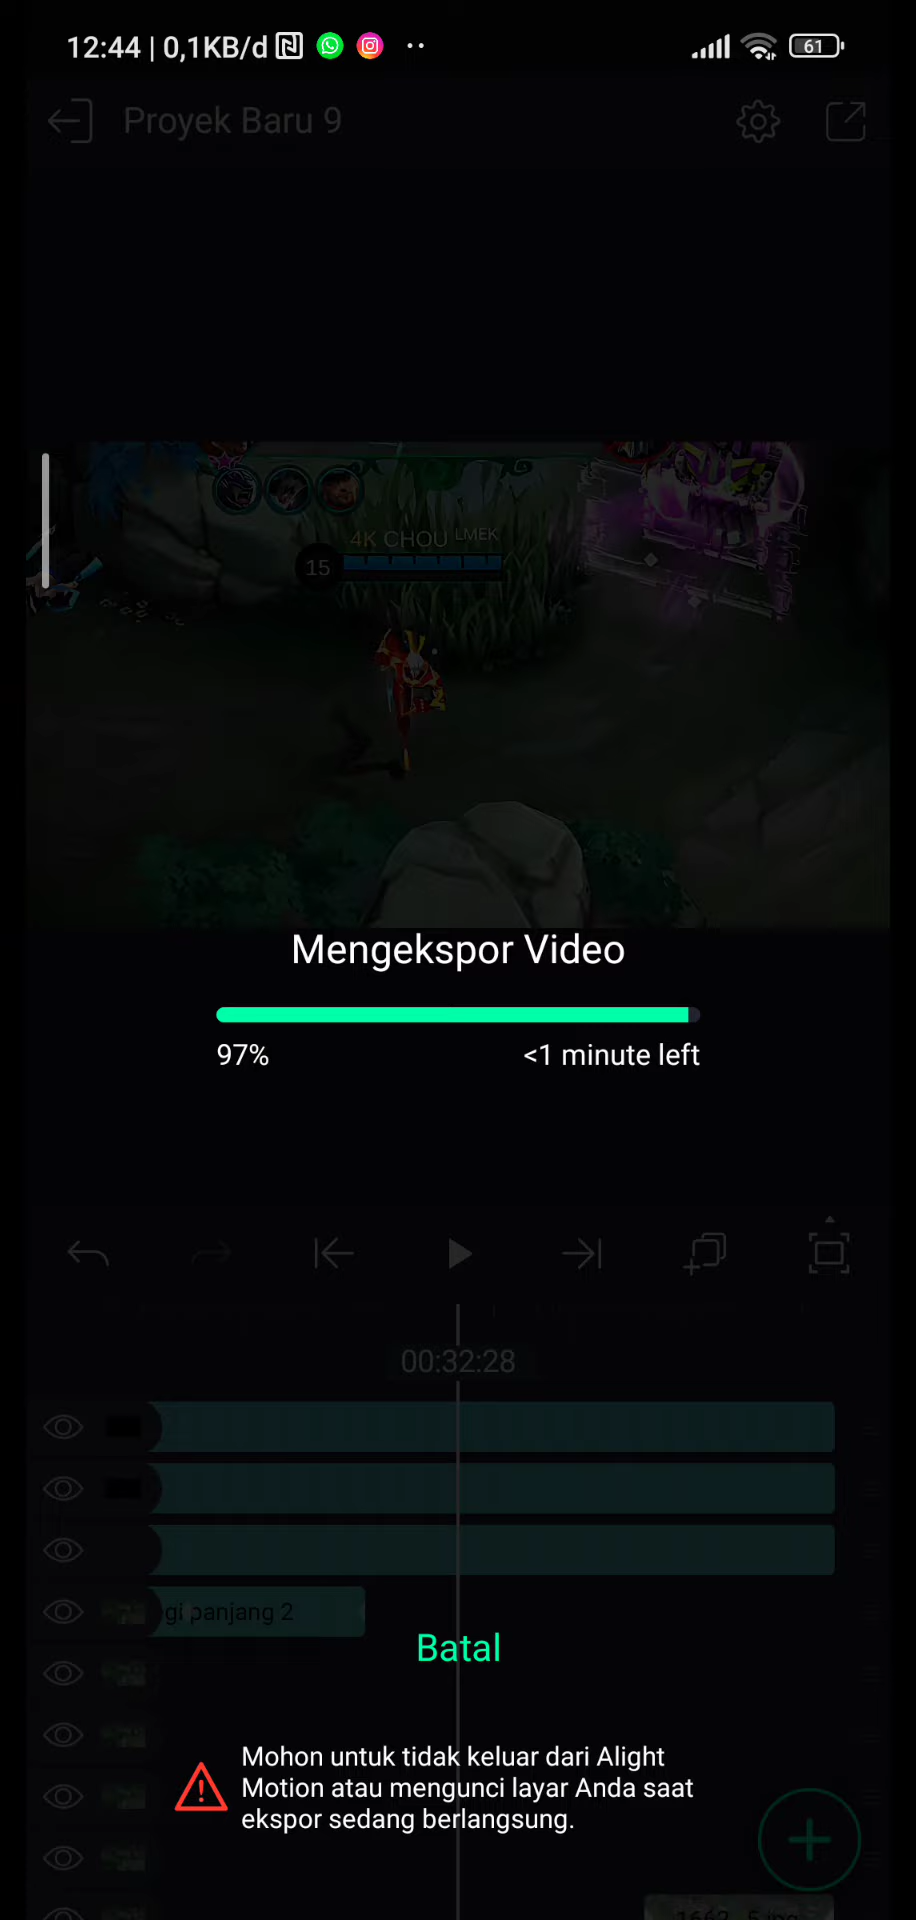 12:44 | 0,1KB/d
61
Proyek Baru 9
4K CHOU LMEK
15
Mengekspor Video
97% <1 minute left
00:32:28
panjang 2
Batal
Mohon untuk tidak keluar dari Alight
Motion atau mengunci layar Anda saat
ekspor sedang berlangsung.